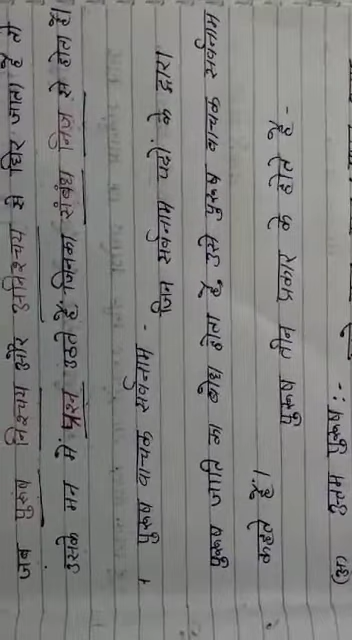 जब पुरुष निश्चय और अनिश्चय से घिर जाता है तो
उसके मन में प्रश्न उठते हैं, जिनका संबंध निज से होता है।
1 पुरुष वाचक सर्वनाम -
जिन सर्वनाम पदों के द्वारा
पुरुष जाति का बोध होता है, उसे पुरुष वाचक सर्वनाम
कहते हैं।
पुरुष तीन प्रकार के होते हैं -
(अ) उत्तम पुरुष :-